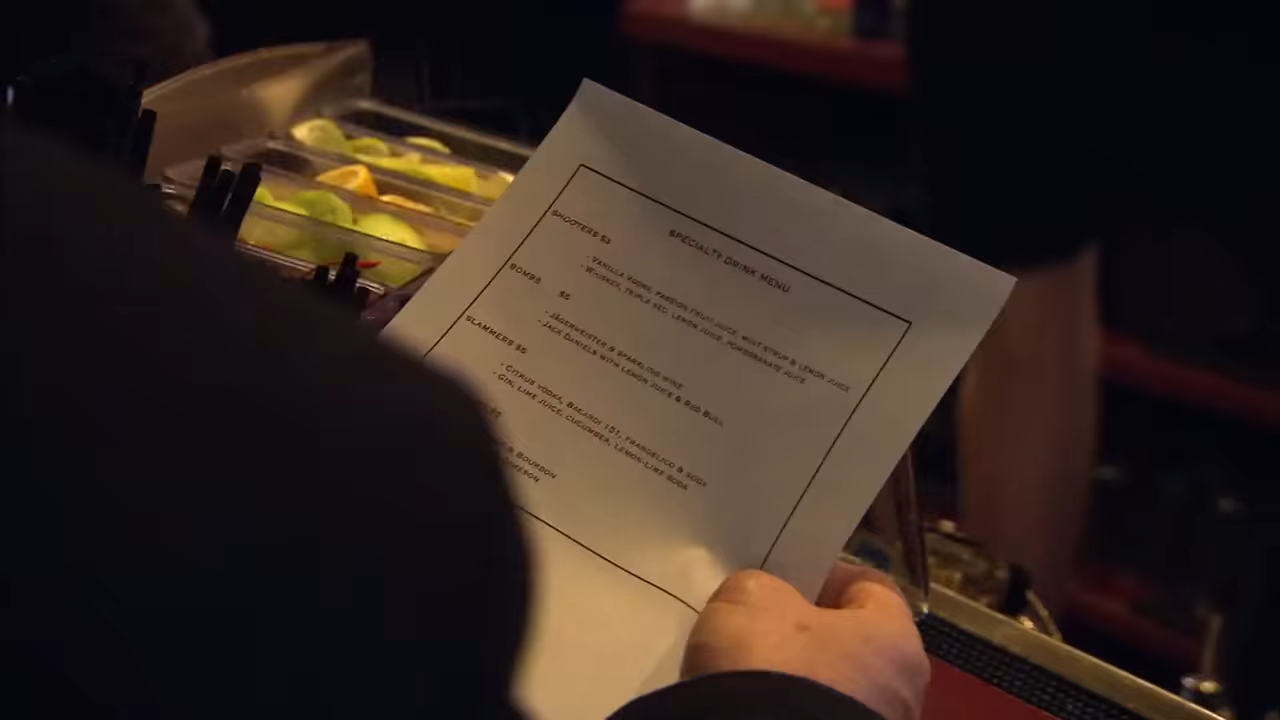 SPECIALTY DRINK MENU
SHOOTERS $3
- VANILLA VODKA, PASSION FRUIT JUICE, MINT SYRUP & LEMON JUICE
- WHISKEY, TRIPLE SEC, LEMON JUICE, POMEGRANATE JUICE
BOMBS $5
- JÄGERMEISTER & SPARKLING WINE
- JACK DANIELS WITH LEMON JUICE & RED BULL
SLAMMERS $5
- CITRUS VODKA, BACARDI 151, FRANGELICO & SODA
- GIN, LIME JUICE, CUCUMBER, LEMON-LIME SODA
& BOURBON